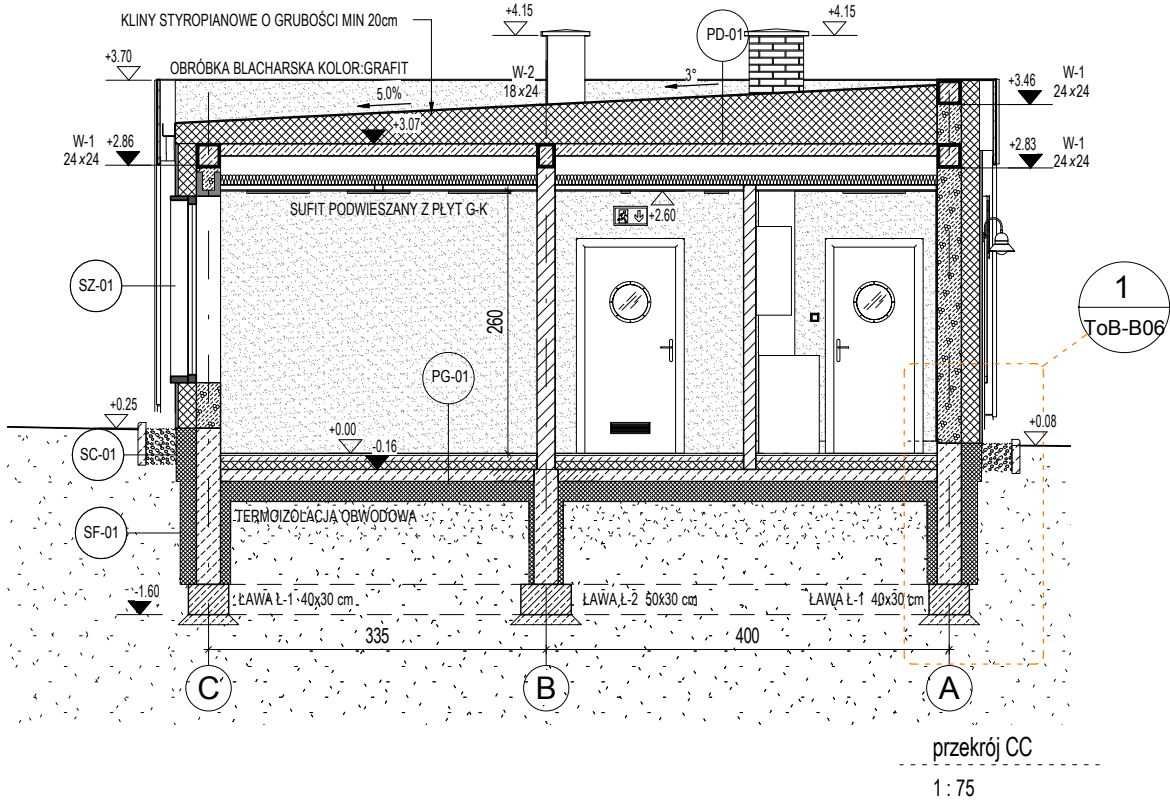 KLINY STYROPIANOWE O GRUBOŚCI MIN 20cm
+4.15
+4.15
PD-01
+3.70
OBRÓBKA BLACHARSKA KOLOR:GRAFIT
W-2
18x24
3°
5.0%
+3.46
W-1
24x24
+3.07
W-1
24x24
+2.86
+2.83
W-1
24x24
SUFIT PODWIESZANY Z PŁYT G-K
+2.60
SZ-01
260
1
ToB-B06
PG-01
+0.25
+0.00
-0.16
+0.08
SC-01
TERMOIZOLACJA OBWODOWA
SF-01
-1.60
ŁAWA Ł-1 40x30 cm
ŁAWA Ł-2 50x30 cm
ŁAWA Ł-1 40x30 cm
335
400
C
B
A
przekrój CC
1 : 75